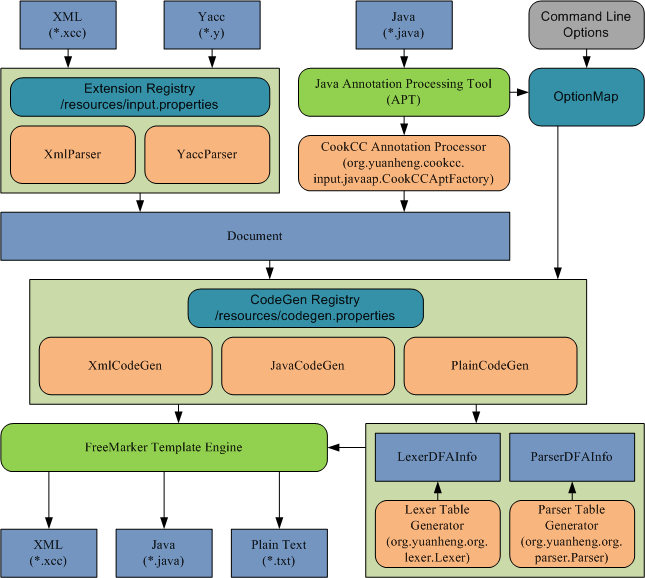 XML
(*.xcc)
Yacc
(*.y)
Java
(*.java)
Command Line
Options
Extension Registry
/resources/input.properties
XmlParser
YaccParser
Java Annotation Processing Tool
(APT)
OptionMap
CookCC Annotation Processor
(org.yuanheng.cookcc.
input.javaap.CookCCAptFactory)
Document
CodeGen Registry
/resources/codegen.properties
XmlCodeGen
JavaCodeGen
PlainCodeGen
FreeMarker Template Engine
LexerDFAInfo
ParserDFAInfo
Lexer Table
Generator
(org.yuanheng.org.
lexer.Lexer)
Parser Table
Generator
(org.yuanheng.org.
parser.Parser)
XML
(*.xcc)
Java
(*.java)
Plain Text
(*.txt)